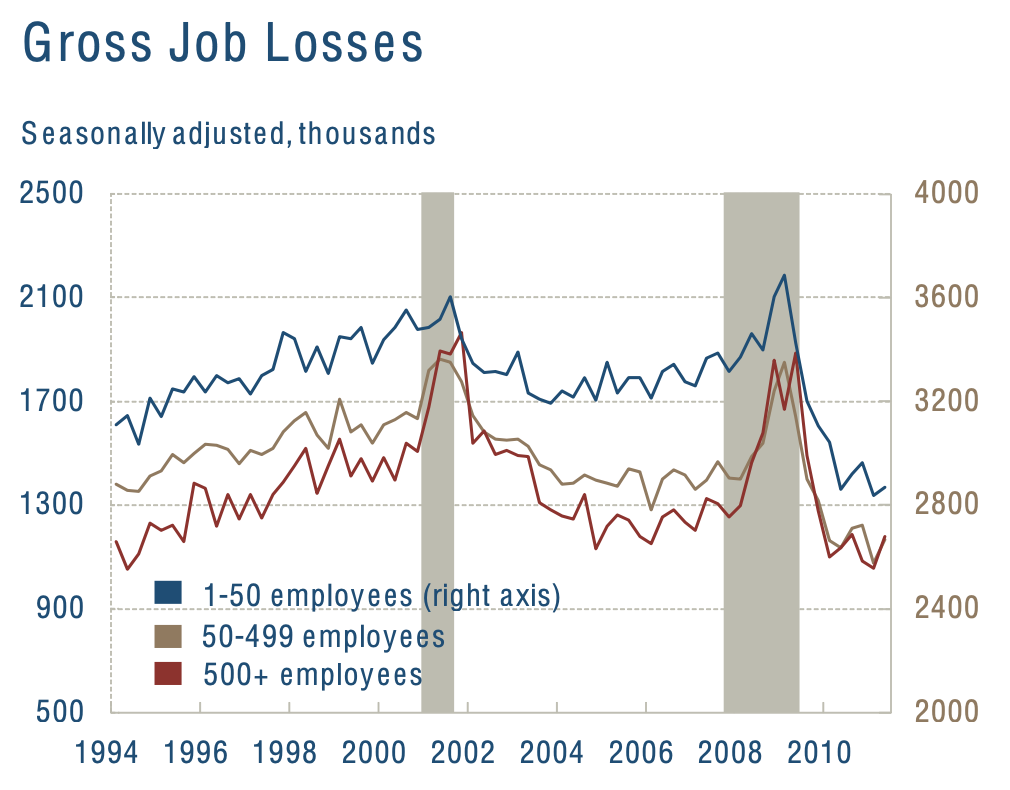 Gross Job Losses
Seasonally adjusted, thousands
2500
4000
2100
3600
1700
3200
1300
2800
1-50 employees (right axis)
900
2400
50-499 employees
500+ employees
500
2000
1994 1996 1998 2000 2002 2004 2006 2008 2010